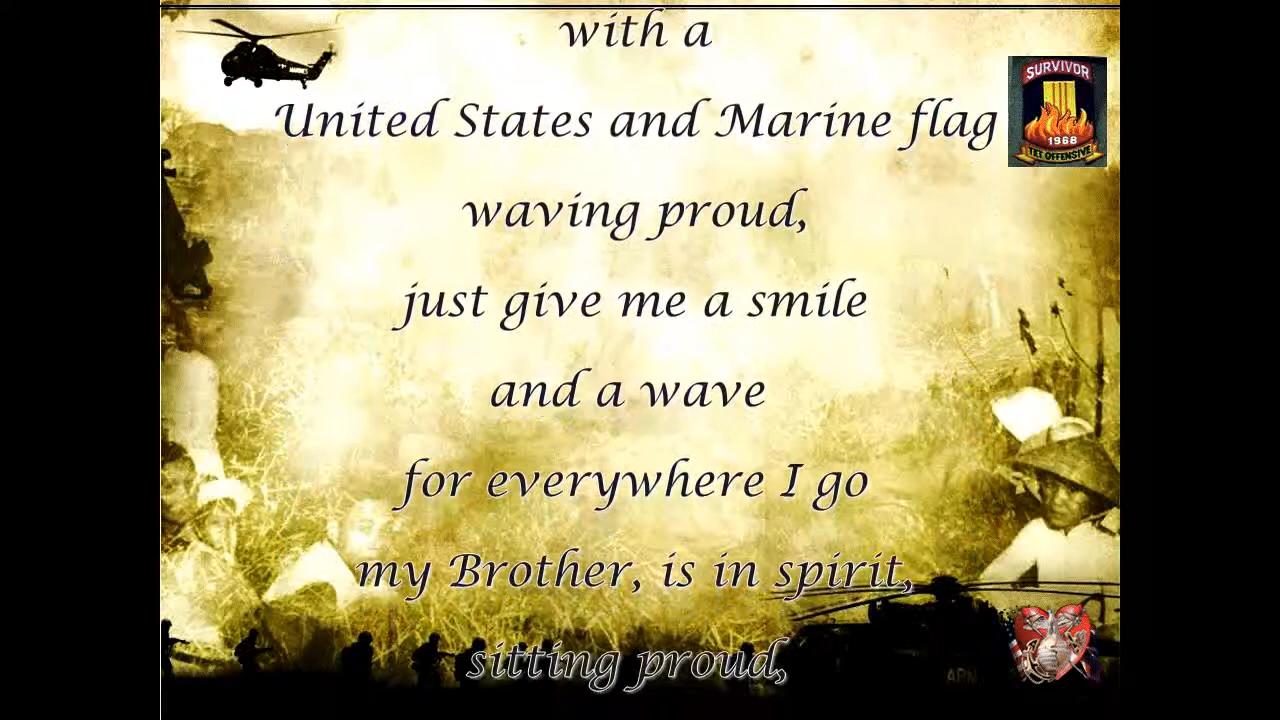 with a
United States and Marine flag
waving proud,
just give me a smile
and a wave
for everywhere I go
my Brother, is in spirit,
sitting proud,
SURVIVOR
1968
TET OFFENSIVE
MARINES